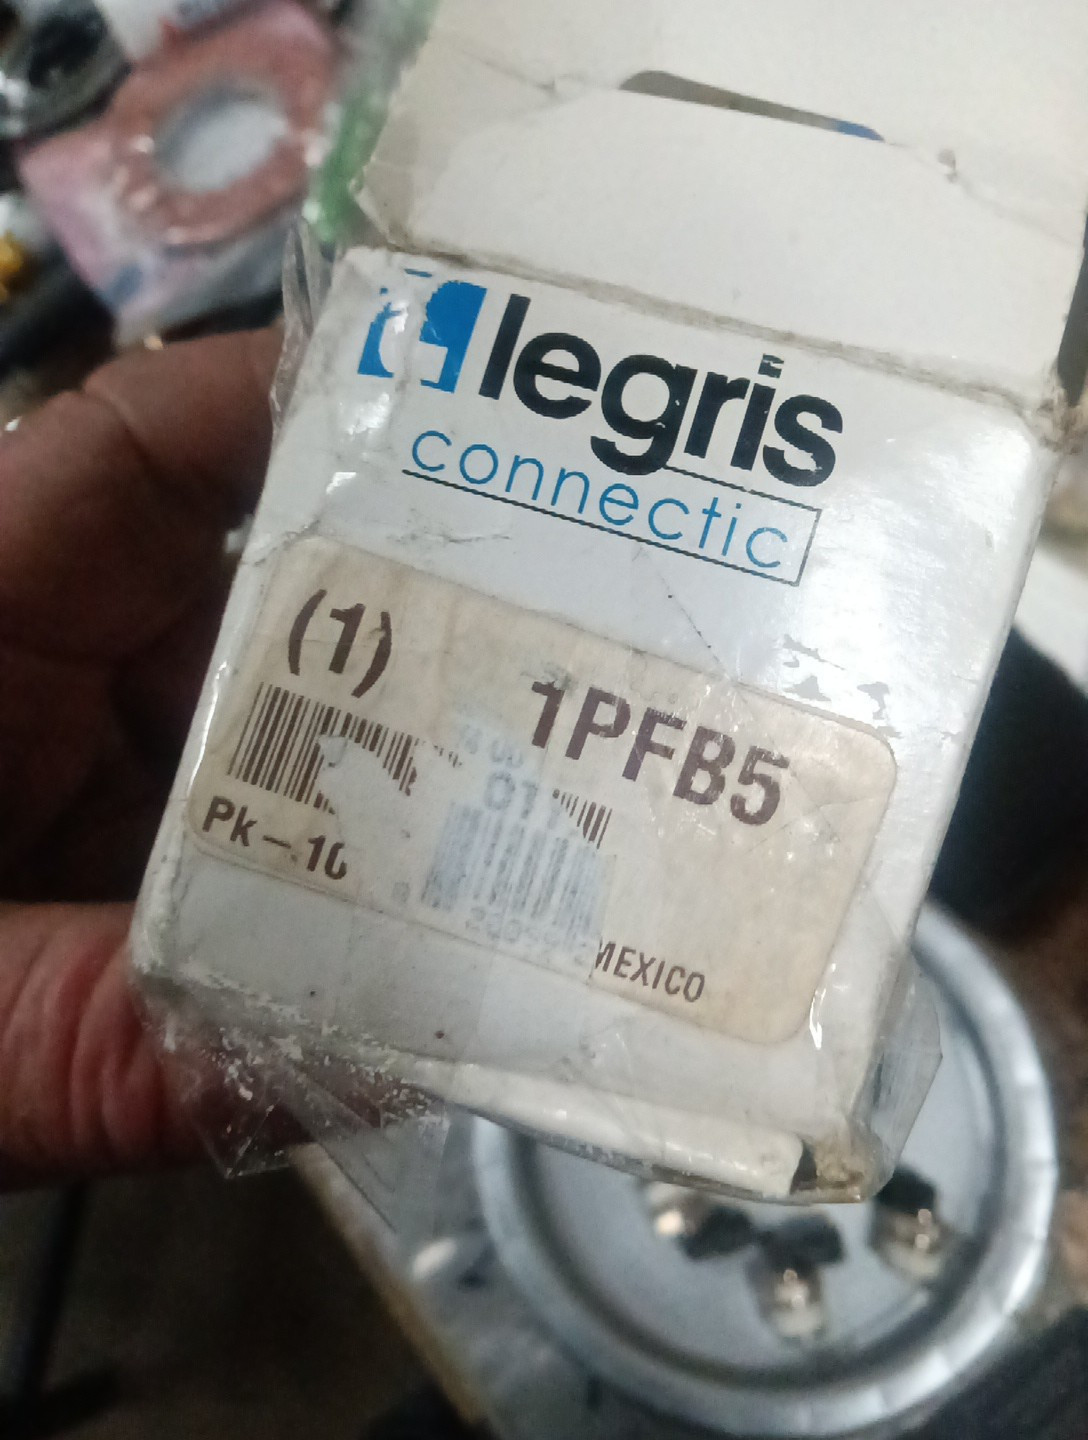 legris
connectic
(1)
1PFB5
Pk-10
MEXICO